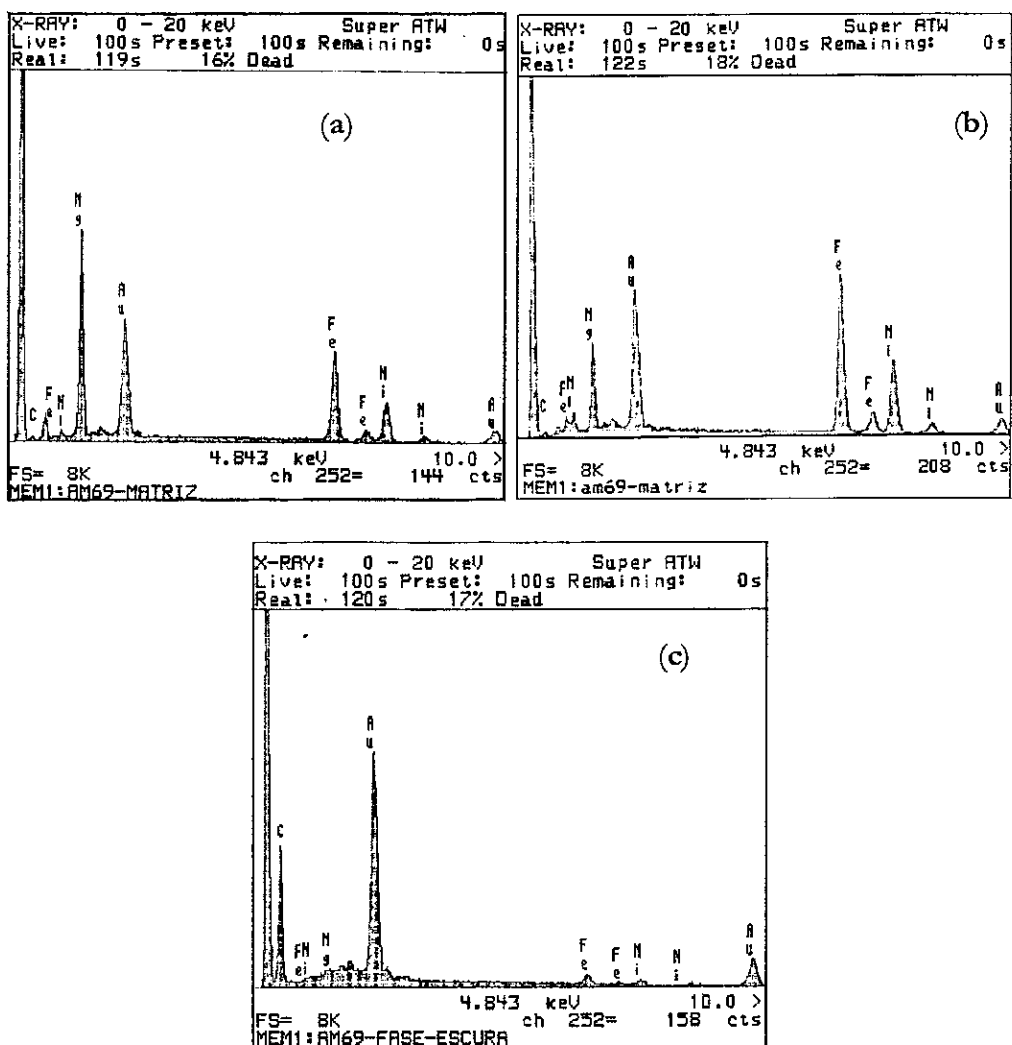 X-RAY: 0 - 20 keV Super ATW
Live: 100s Preset: 100s Remaining: 0s
Real: 119s 16% Dead
(a)
Mg
Au
Fe
C
Fe
Ni
Fe
Ni
Ni
Au
4.843 keV 10.0 >
FS= 8K ch 252= 144 cts
MEM1:AM69-MATRIZ
X-RAY: 0 - 20 keV Super ATW
Live: 100s Preset: 100s Remaining: 0s
Real: 122s 18% Dead
(b)
Au
Fe
Mg
Ni
C
Fe
Ni
Fe
Ni
Au
4.843 keV 10.0 >
FS= 8K ch 252= 208 cts
MEM1:am69-matriz
X-RAY: 0 - 20 keV Super ATW
Live: 100s Preset: 100s Remaining: 0s
Real: 120s 17% Dead
(c)
Au
C
Fe
Ni
Mg
Fe
Fe
Ni
Ni
Au
4.843 keV 10.0 >
FS= 8K ch 252= 158 cts
MEM1:AM69-FASE-ESCURA